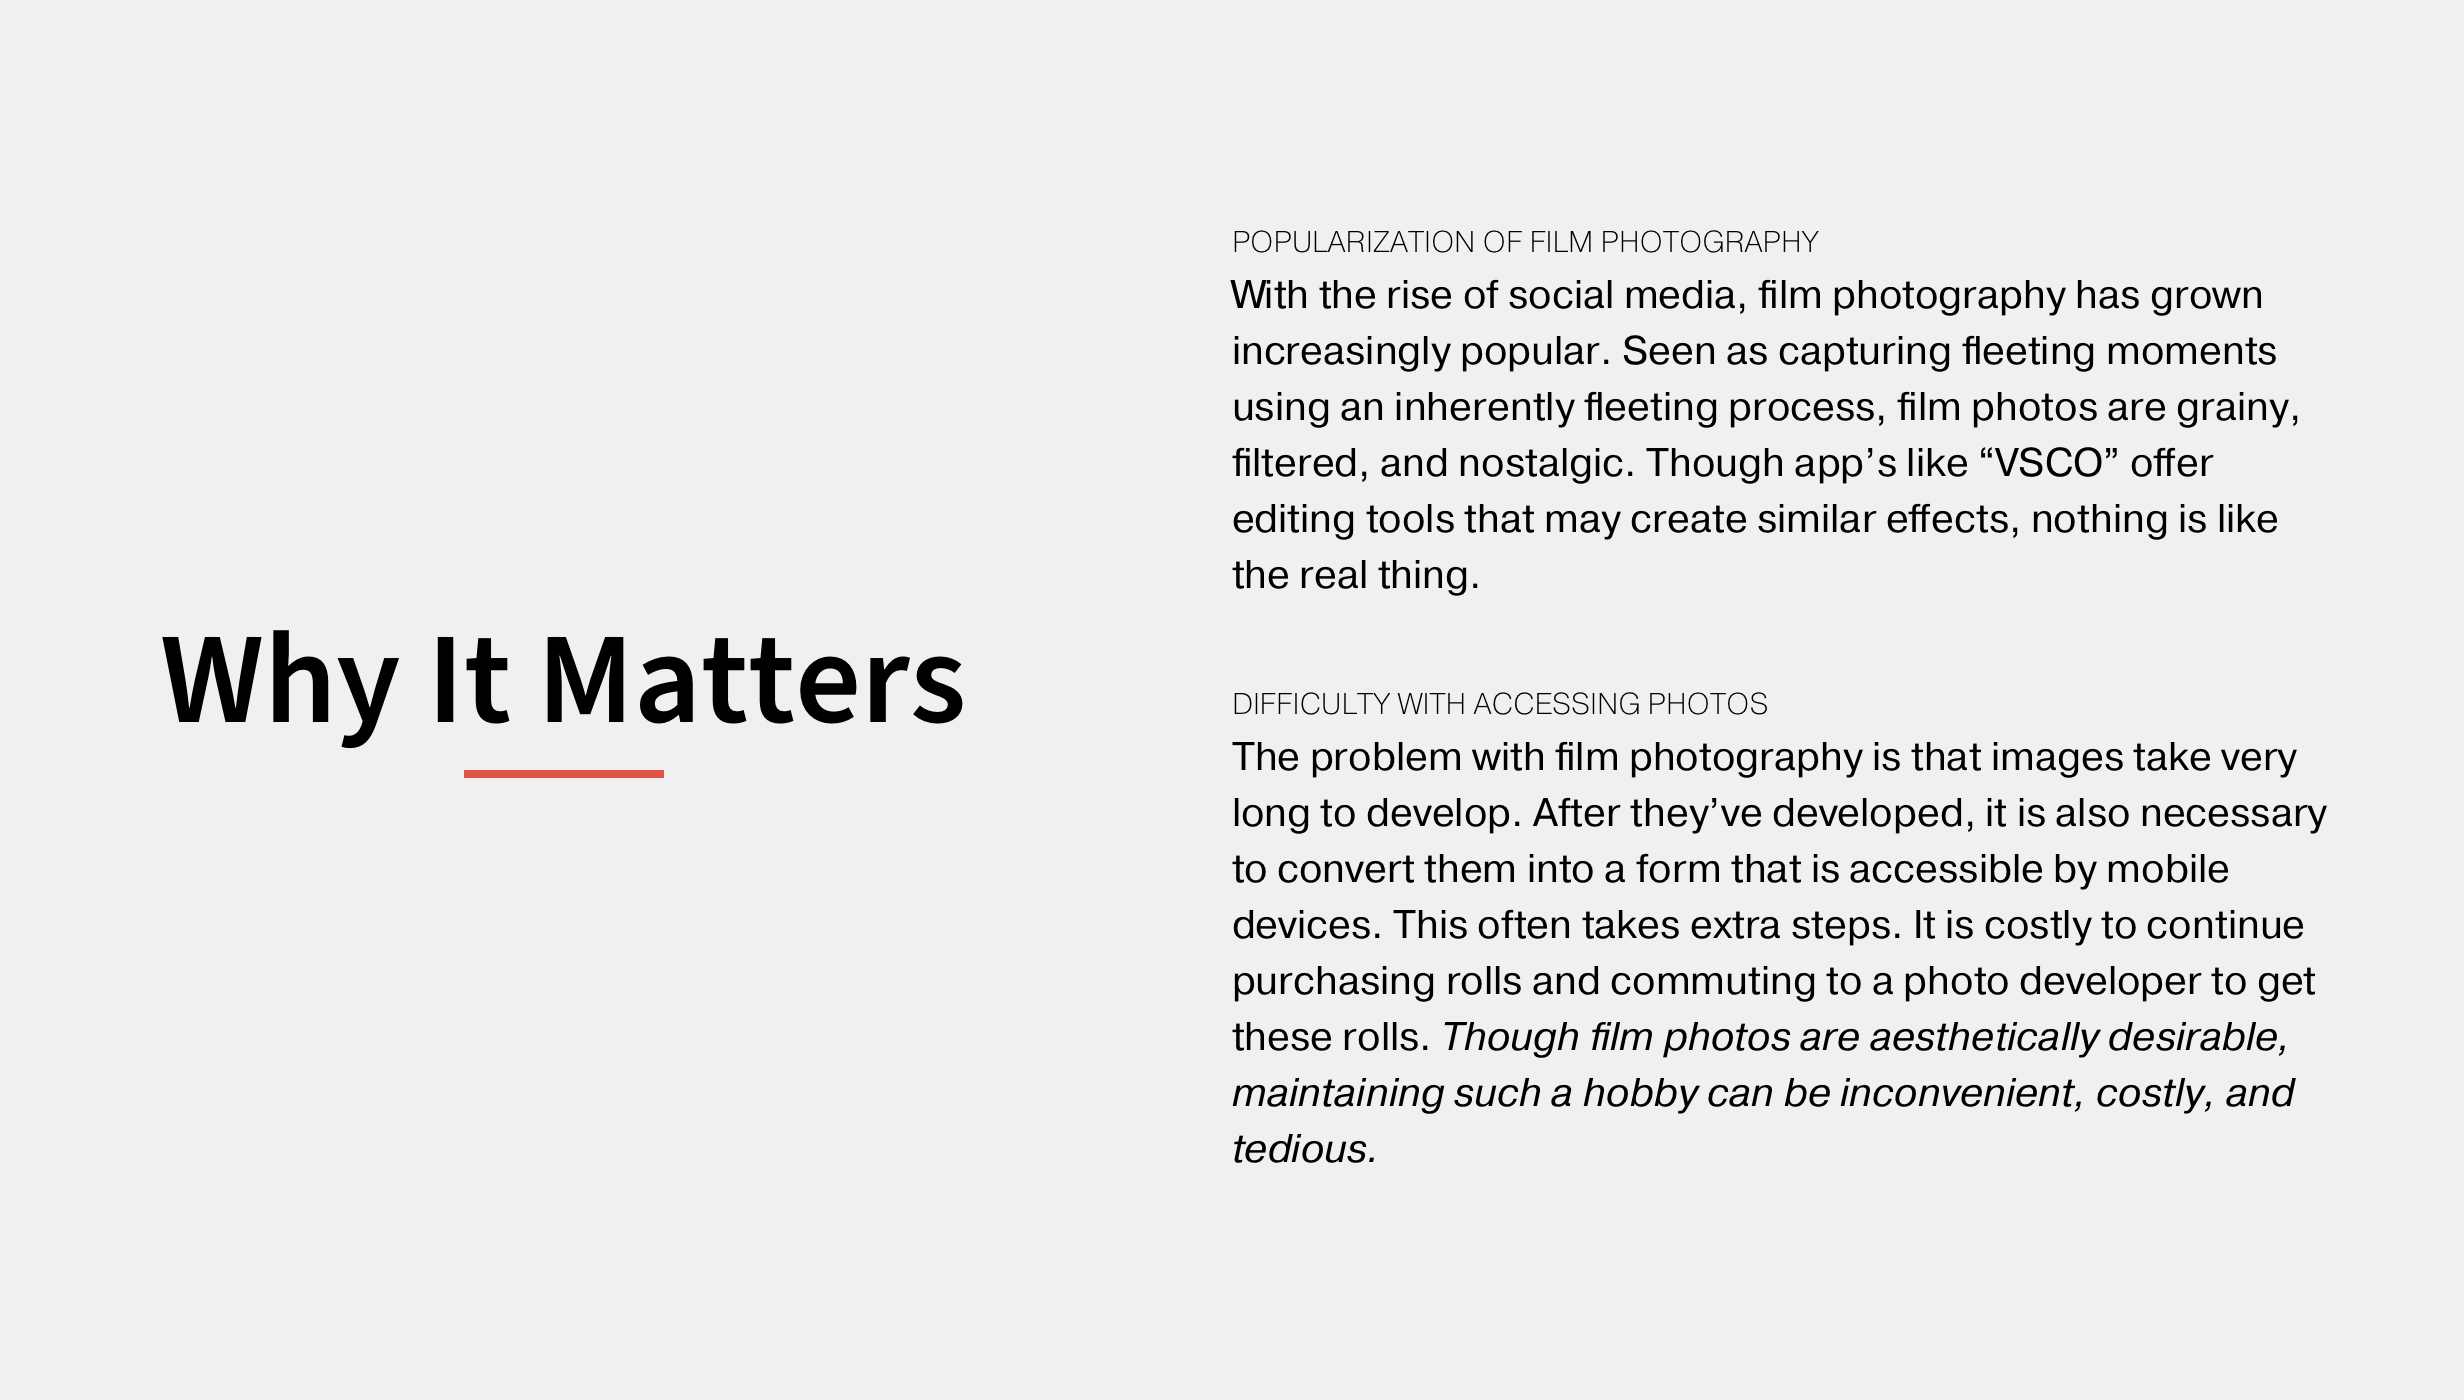 Why It Matters
POPULARIZATION OF FILM PHOTOGRAPHY
With the rise of social media, film photography has grown
increasingly popular. Seen as capturing fleeting moments
using an inherently fleeting process, film photos are grainy,
filtered, and nostalgic. Though app’s like “VSCO” offer
editing tools that may create similar effects, nothing is like
the real thing.
DIFFICULTY WITH ACCESSING PHOTOS
The problem with film photography is that images take very
long to develop. After they’ve developed, it is also necessary
to convert them into a form that is accessible by mobile
devices. This often takes extra steps. It is costly to continue
purchasing rolls and commuting to a photo developer to get
these rolls. Though film photos are aesthetically desirable,
maintaining such a hobby can be inconvenient, costly, and
tedious.